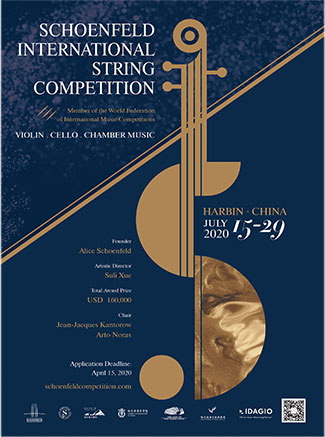 SCHOENFELD
INTERNATIONAL
STRING
COMPETITION
Member of the World Federation
of International Music Competitions
VIOLIN . CELLO . CHAMBER MUSIC
HARBIN · CHINA
JULY
2020
15-29
Founder
Alice Schoenfeld
Artistic Director
Suli Xue
Total Award Prize
USD 160,000
Chair
Jean-Jacques Kantorow
Arto Noras
Application Deadline:
April 15, 2020
schoenfeldcompetition.com
IDAGIO